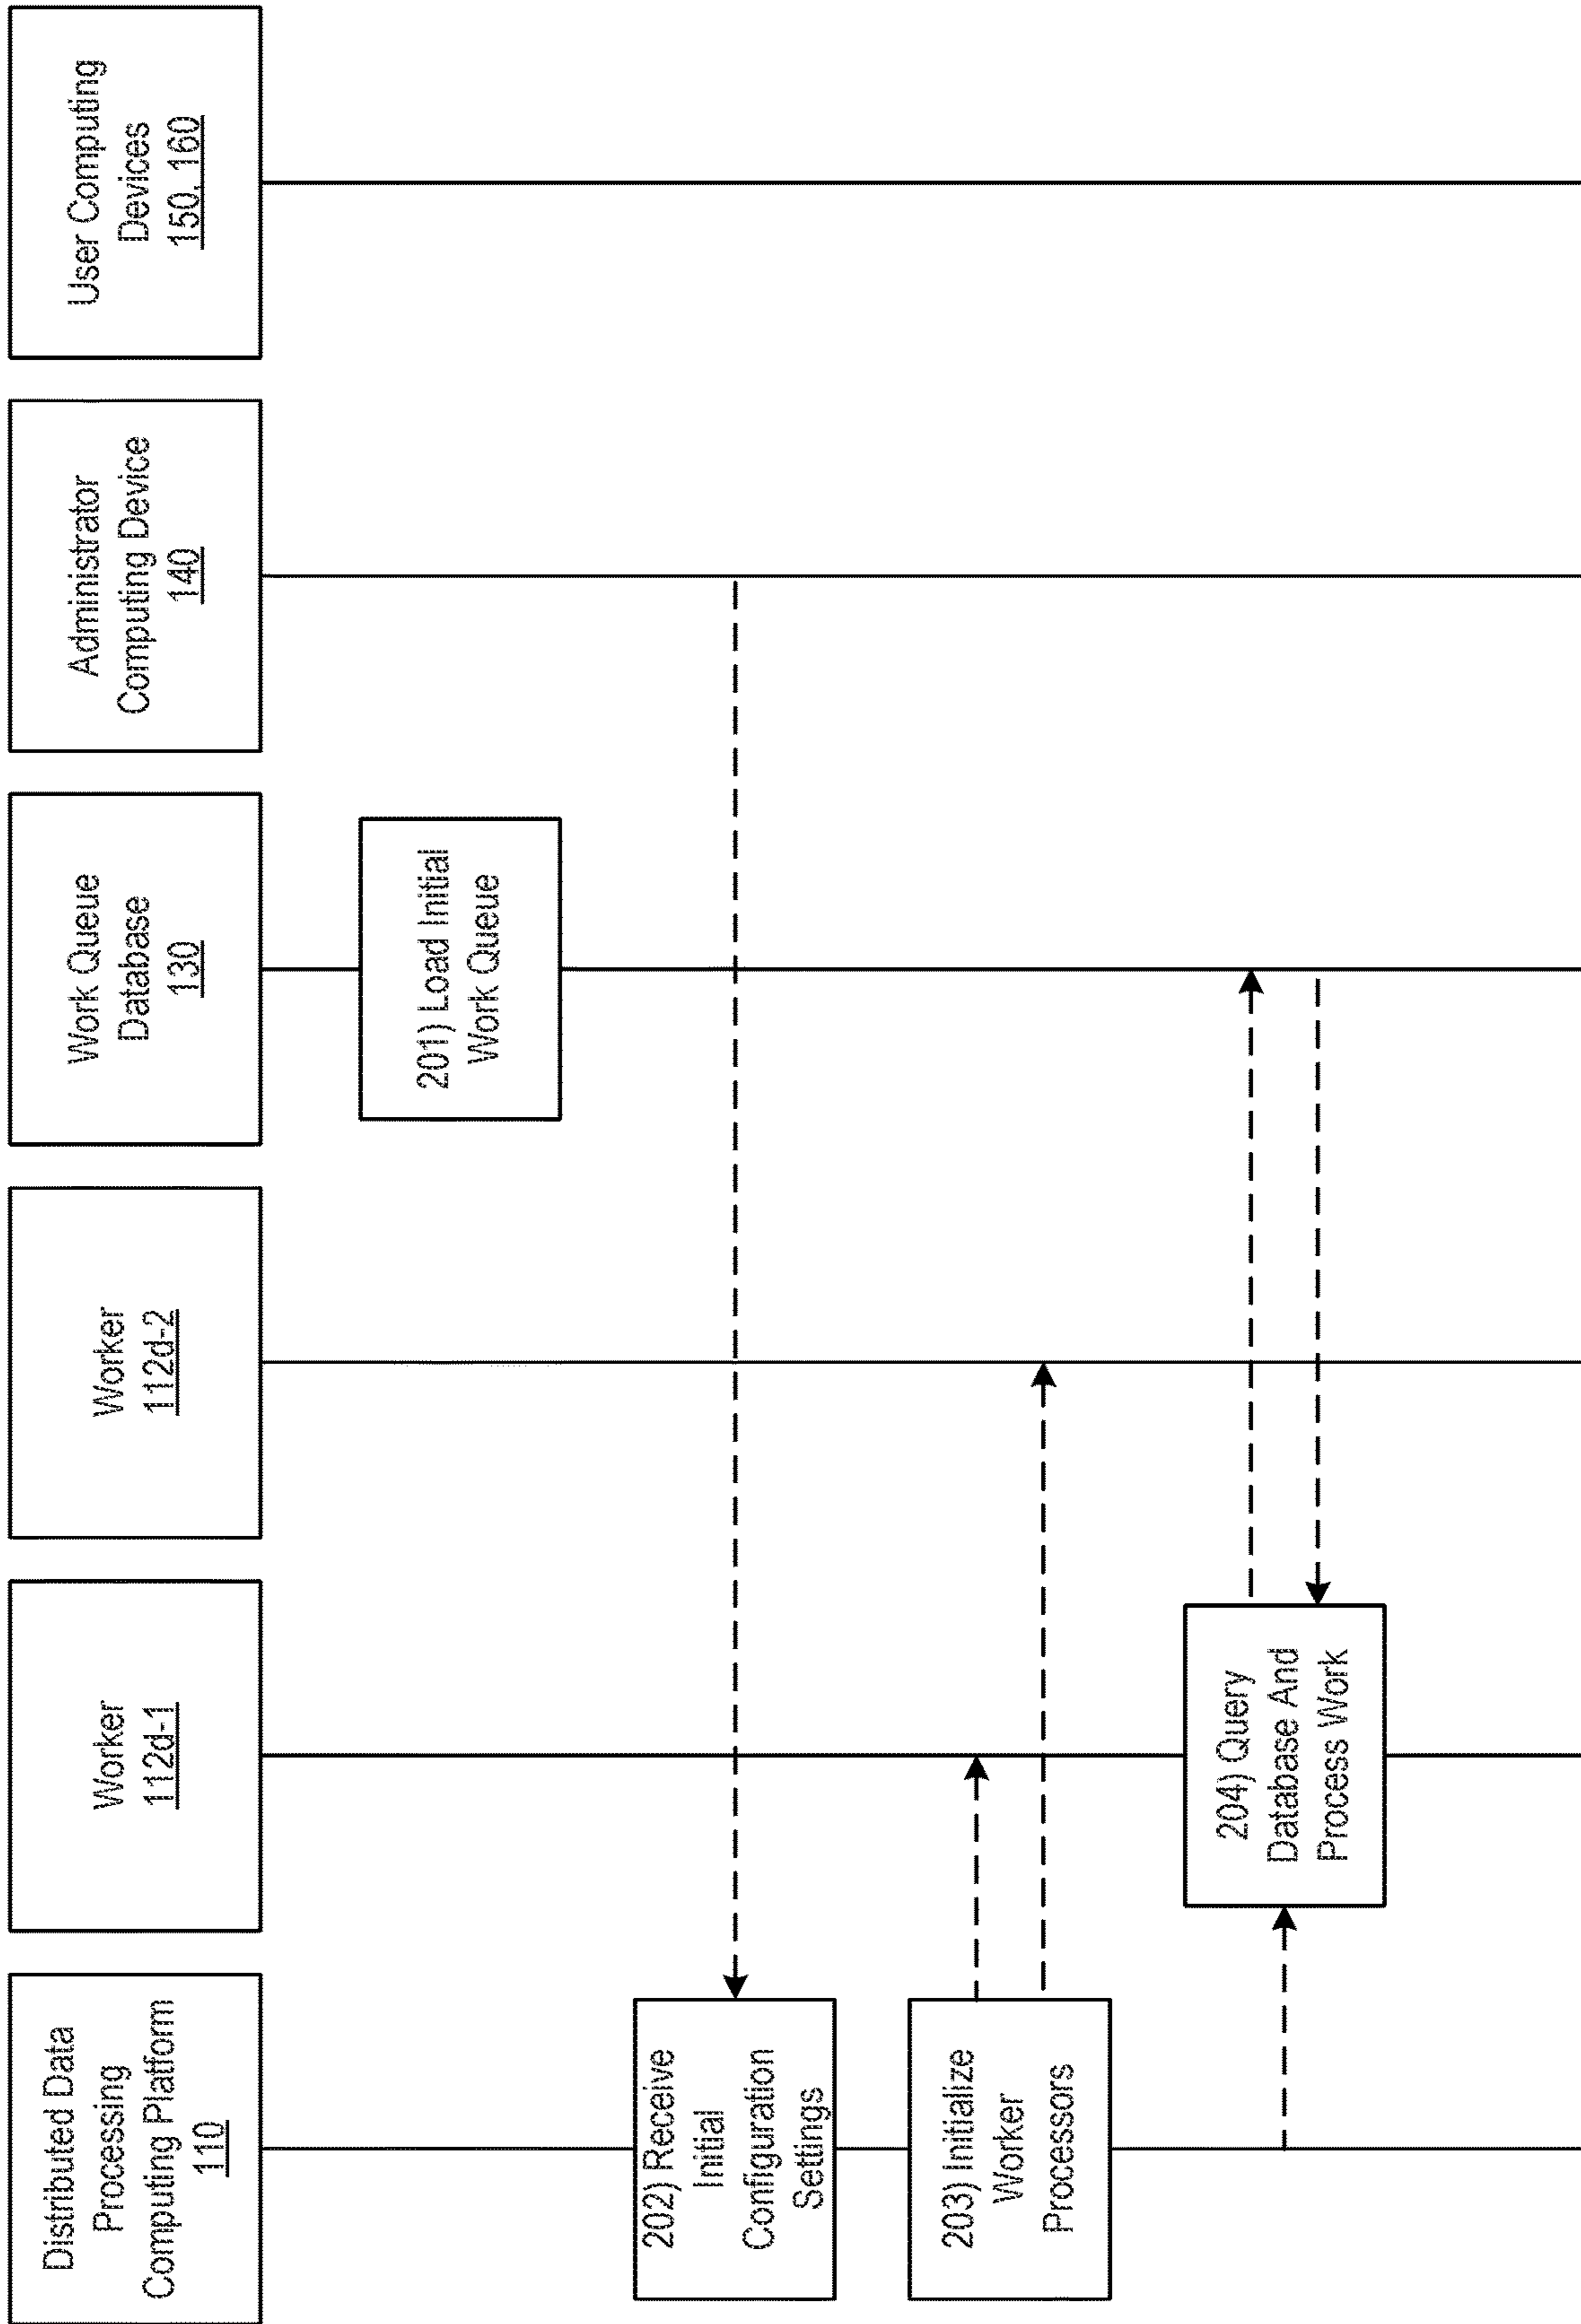 Distributed Data
Processing
Computing Platform
110
Worker
112d-1
Worker
112d-2
Work Queue
Database
130
Administrator
Computing Device
140
User Computing
Devices
150, 160
201) Load Initial
Work Queue
202) Receive
Initial
Configuration
Settings
203) Initialize
Worker
Processors
204) Query
Database And
Process Work